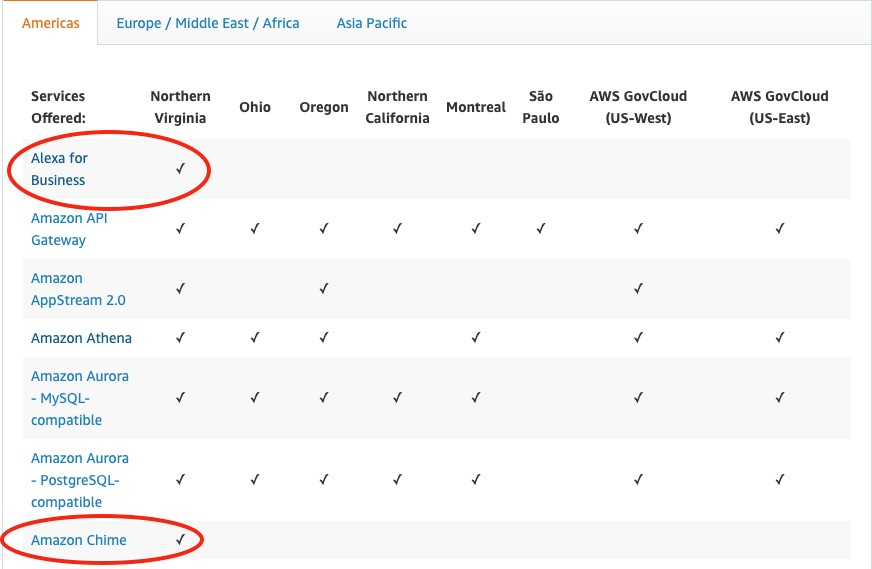 Americas Europe / Middle East / Africa Asia Pacific
Services Offered: Northern Virginia Ohio Oregon Northern California Montreal São Paulo AWS GovCloud (US-West) AWS GovCloud (US-East)
Alexa for Business ✓
Amazon API Gateway ✓ ✓ ✓ ✓ ✓ ✓ ✓ ✓
Amazon AppStream 2.0 ✓ ✓ ✓
Amazon Athena ✓ ✓ ✓ ✓ ✓ ✓
Amazon Aurora - MySQL-compatible ✓ ✓ ✓ ✓ ✓ ✓ ✓
Amazon Aurora - PostgreSQL-compatible ✓ ✓ ✓ ✓ ✓ ✓ ✓
Amazon Chime ✓